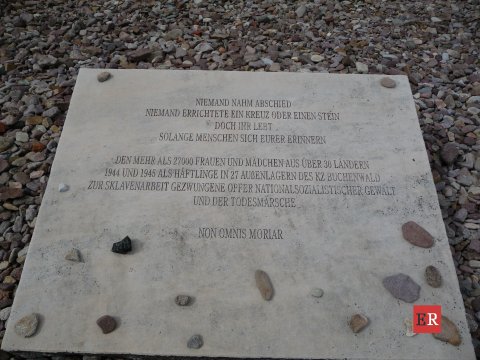 NIEMAND NAHM ABSCHIED
NIEMAND ERRICHTETE EIN KREUZ ODER EINEN STEIN
DOCH IHR LEBT
SOLANGE MENSCHEN SICH EURER ERINNERN
DEN MEHR ALS 27000 FRAUEN UND MÄDCHEN AUS ÜBER 30 LÄNDERN
1944 UND 1945 ALS HÄFTLINGE IN 27 AUßENLAGERN DES KZ BUCHENWALD
ZUR SKLAVENARBEIT GEZWUNGENE OPFER NATIONALSOZIALISTISCHER GEWALT
UND DER TODESMÄRSCHE
NON OMNIS MORIAR
ER